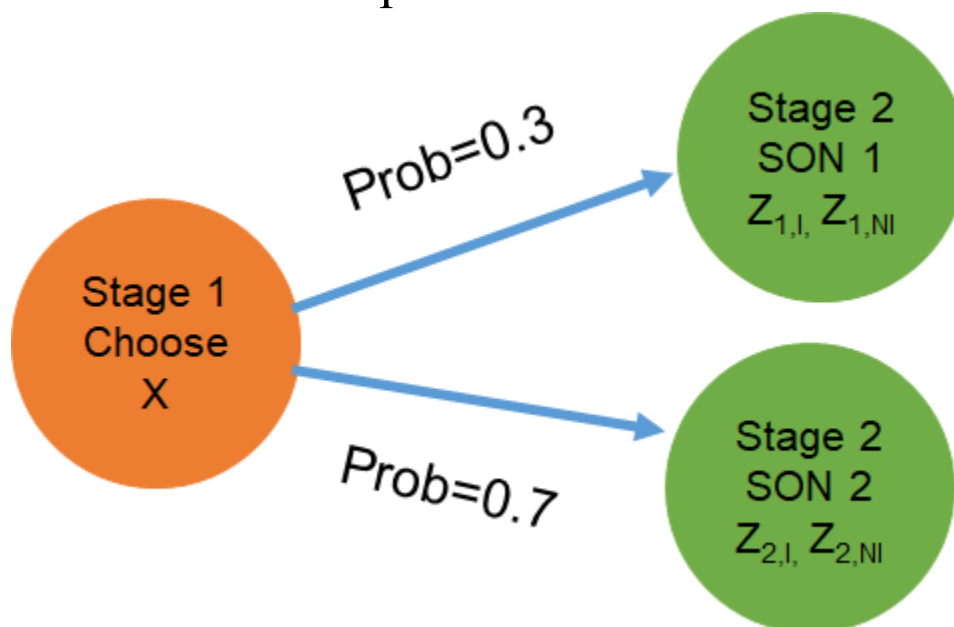 Stage 1
Choose
X
Prob=0.3
Prob=0.7
Stage 2
SON 1
Z1,I, Z1,NI
Stage 2
SON 2
Z2,I, Z2,NI